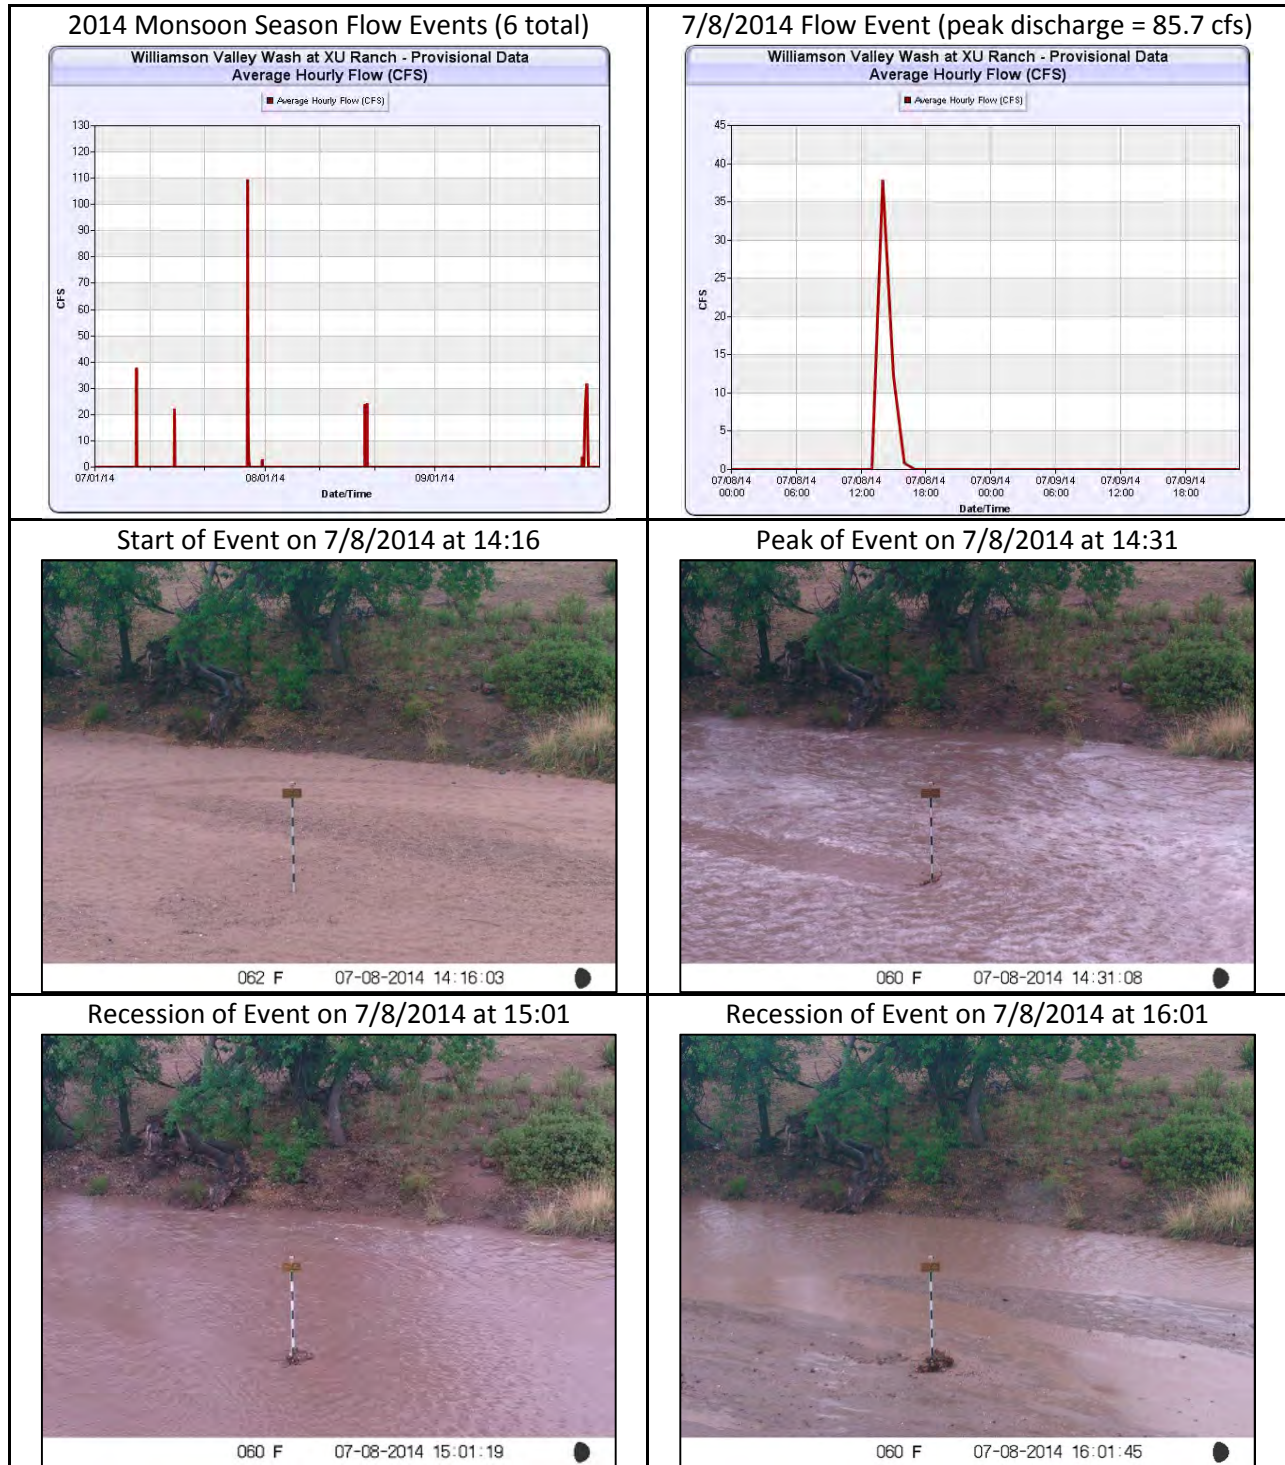 2014 Monsoon Season Flow Events (6 total)
Williamson Valley Wash at XU Ranch - Provisional Data
Average Hourly Flow (CFS)
Average Hourly Flow (CFS)
130
120
110
100
90
80
70
60
50
40
30
20
10
0
CFS
07/01/14
08/01/14
09/01/14
Date/Time
7/8/2014 Flow Event (peak discharge = 85.7 cfs)
Williamson Valley Wash at XU Ranch - Provisional Data
Average Hourly Flow (CFS)
Average Hourly Flow (CFS)
45
40
35
30
25
20
15
10
5
0
CFS
07/08/14 07/08/14 07/08/14 07/08/14 07/09/14 07/09/14 07/09/14 07/09/14
00:00 06:00 12:00 18:00 00:00 06:00 12:00 18:00
Date/Time
Start of Event on 7/8/2014 at 14:16
062 F 07-08-2014 14:16:03
Peak of Event on 7/8/2014 at 14:31
060 F 07-08-2014 14:31:08
Recession of Event on 7/8/2014 at 15:01
060 F 07-08-2014 15:01:19
Recession of Event on 7/8/2014 at 16:01
060 F 07-08-2014 16:01:45